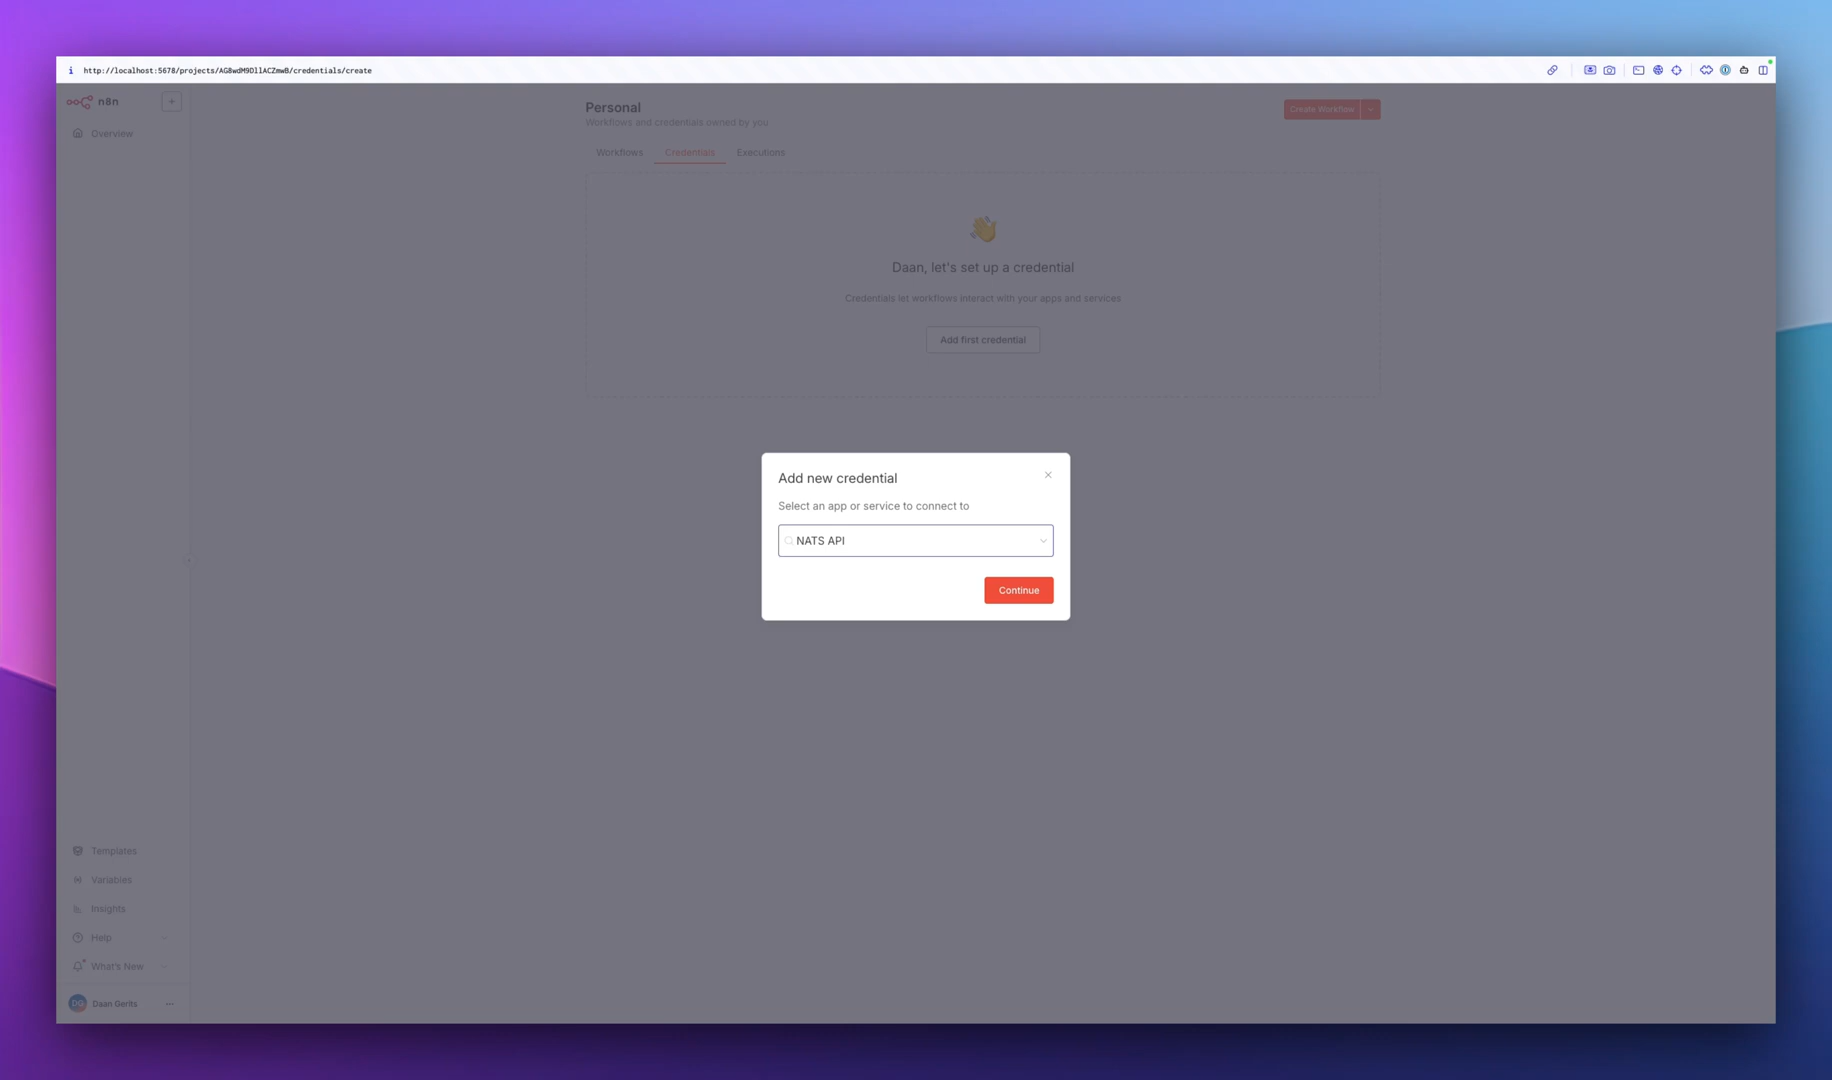 http://localhost:5678/projects/AG8wdM9DllACZmwB/credentials/create
n8n
Overview
Personal
Workflows and credentials owned by you
Create Workflow
Workflows
Credentials
Executions
Daan, let's set up a credential
Credentials let workflows interact with your apps and services
Add first credential
Add new credential
Select an app or service to connect to
NATS API
Continue
Templates
Variables
Insights
Help
What's New
DG
Daan Gerits